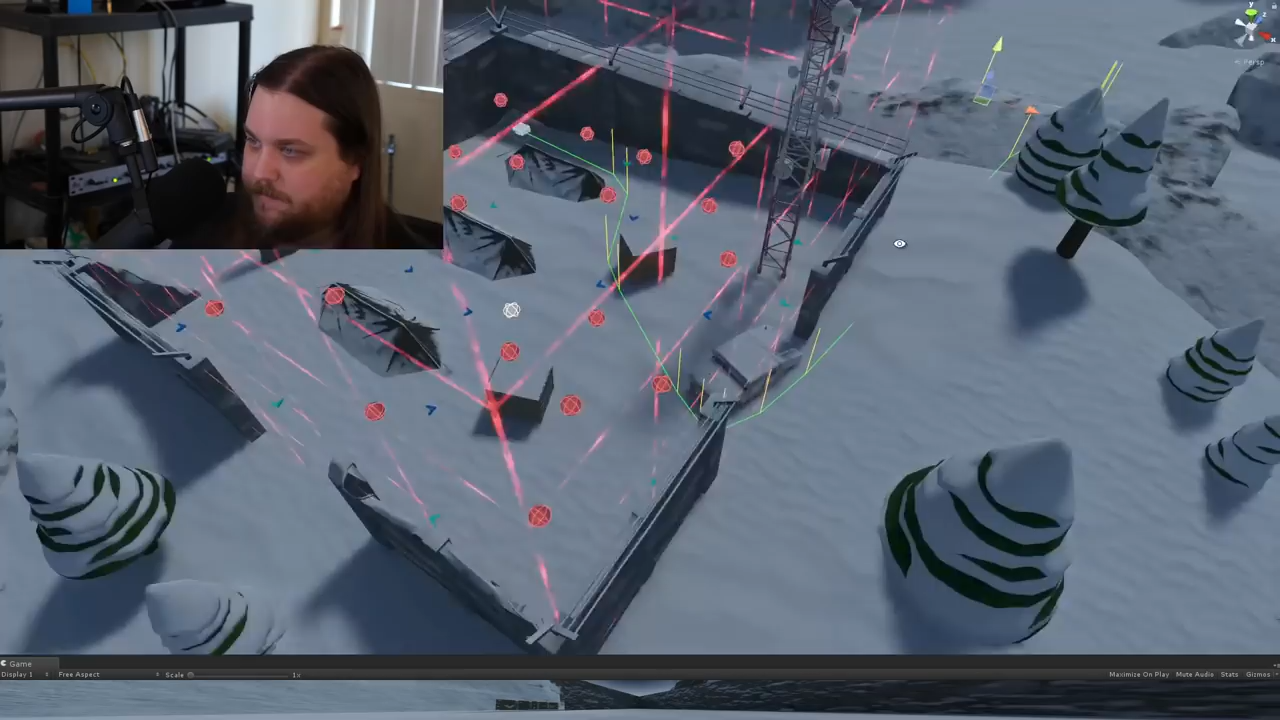 y
x
Persp
Game
Display 1 Free Aspect Scale 1x Maximize On Play Mute Audio Stats Gizmos